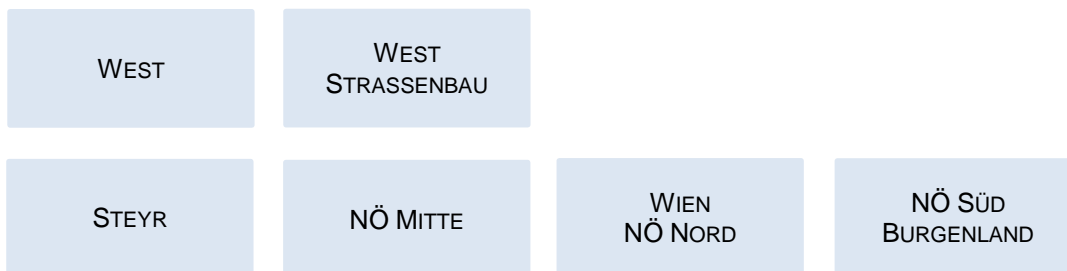 WEST
WEST
STRASSENBAU
STEYR
NÖ MITTE
WIEN
NÖ NORD
NÖ SÜD
BURGENLAND